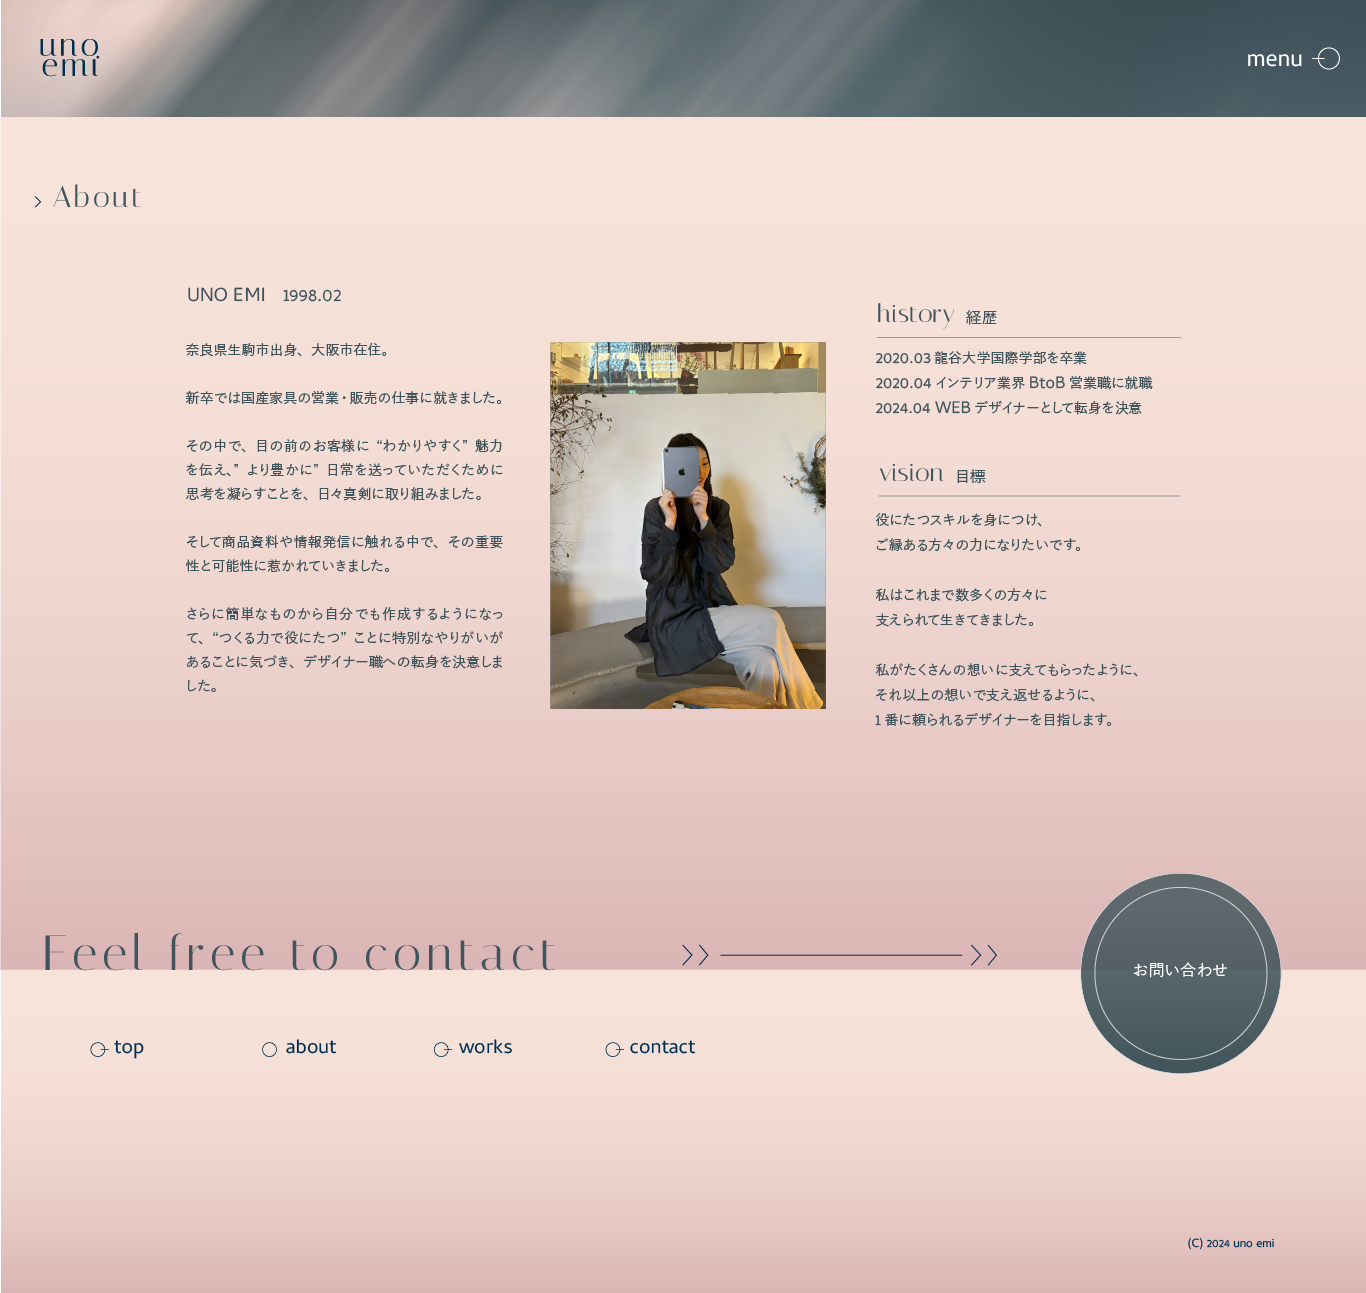 uno
emi
menu
About
UNO EMI 1998.02
奈良県生駒市出身、大阪市在住。
新卒では国産家具の営業・販売の仕事に就きました。
その中で、目の前のお客様に “わかりやすく” 魅力
を伝え、” より豊かに” 日常を送っていただくために
思考を凝らすことを、日々真剣に取り組みました。
そして商品資料や情報発信に触れる中で、その重要
性と可能性に惹かれていきました。
さらに簡単なものから自分でも作成するようになっ
て、“つくる力で役にたつ” ことに特別なやりがいが
あることに気づき、デザイナー職への転身を決意しま
した。
history 経歴
2020.03 龍谷大学国際学部を卒業
2020.04 インテリア業界 BtoB 営業職に就職
2024.04 WEB デザイナーとして転身を決意
vision 目標
役にたつスキルを身につけ、
ご縁ある方々の力になりたいです。
私はこれまで数多くの方々に
支えられて生きてきました。
私がたくさんの想いに支えてもらったように、
それ以上の想いで支え返せるように、
1 番に頼られるデザイナーを目指します。
Feel free to contact
お問い合わせ
top
about
works
contact
(C) 2024 uno emi